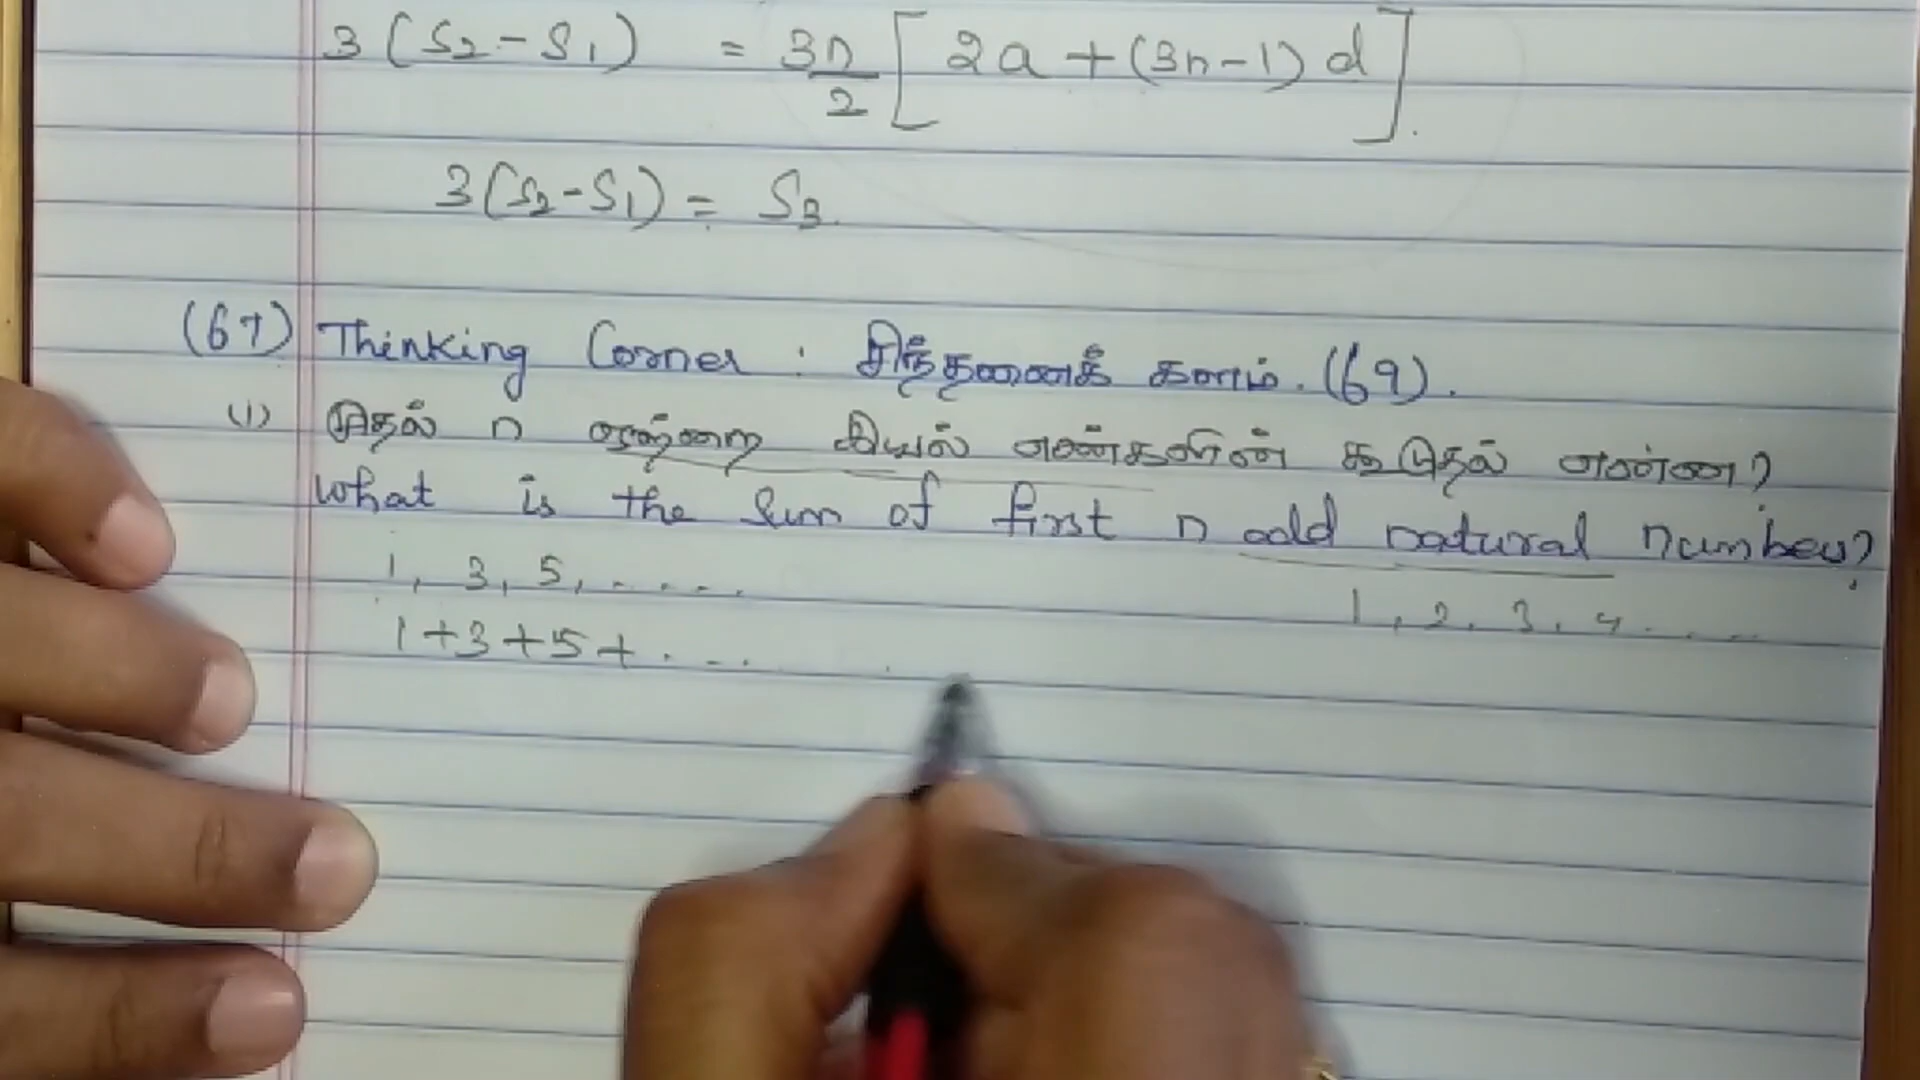 3(S₂-S₁) = 3n/2 [2a+(3n-1)d].
3(S₂-S₁) = S₃.
(67) Thinking Corner : சிந்தனைக் களம். (69).
(1) முதல் n ஒற்றை இயல் எண்களின் கூடுதல் என்ன?
What is the sum of first n odd natural number?
1, 3, 5, .....
1, 2, 3, 4 .....
1+3+5+....